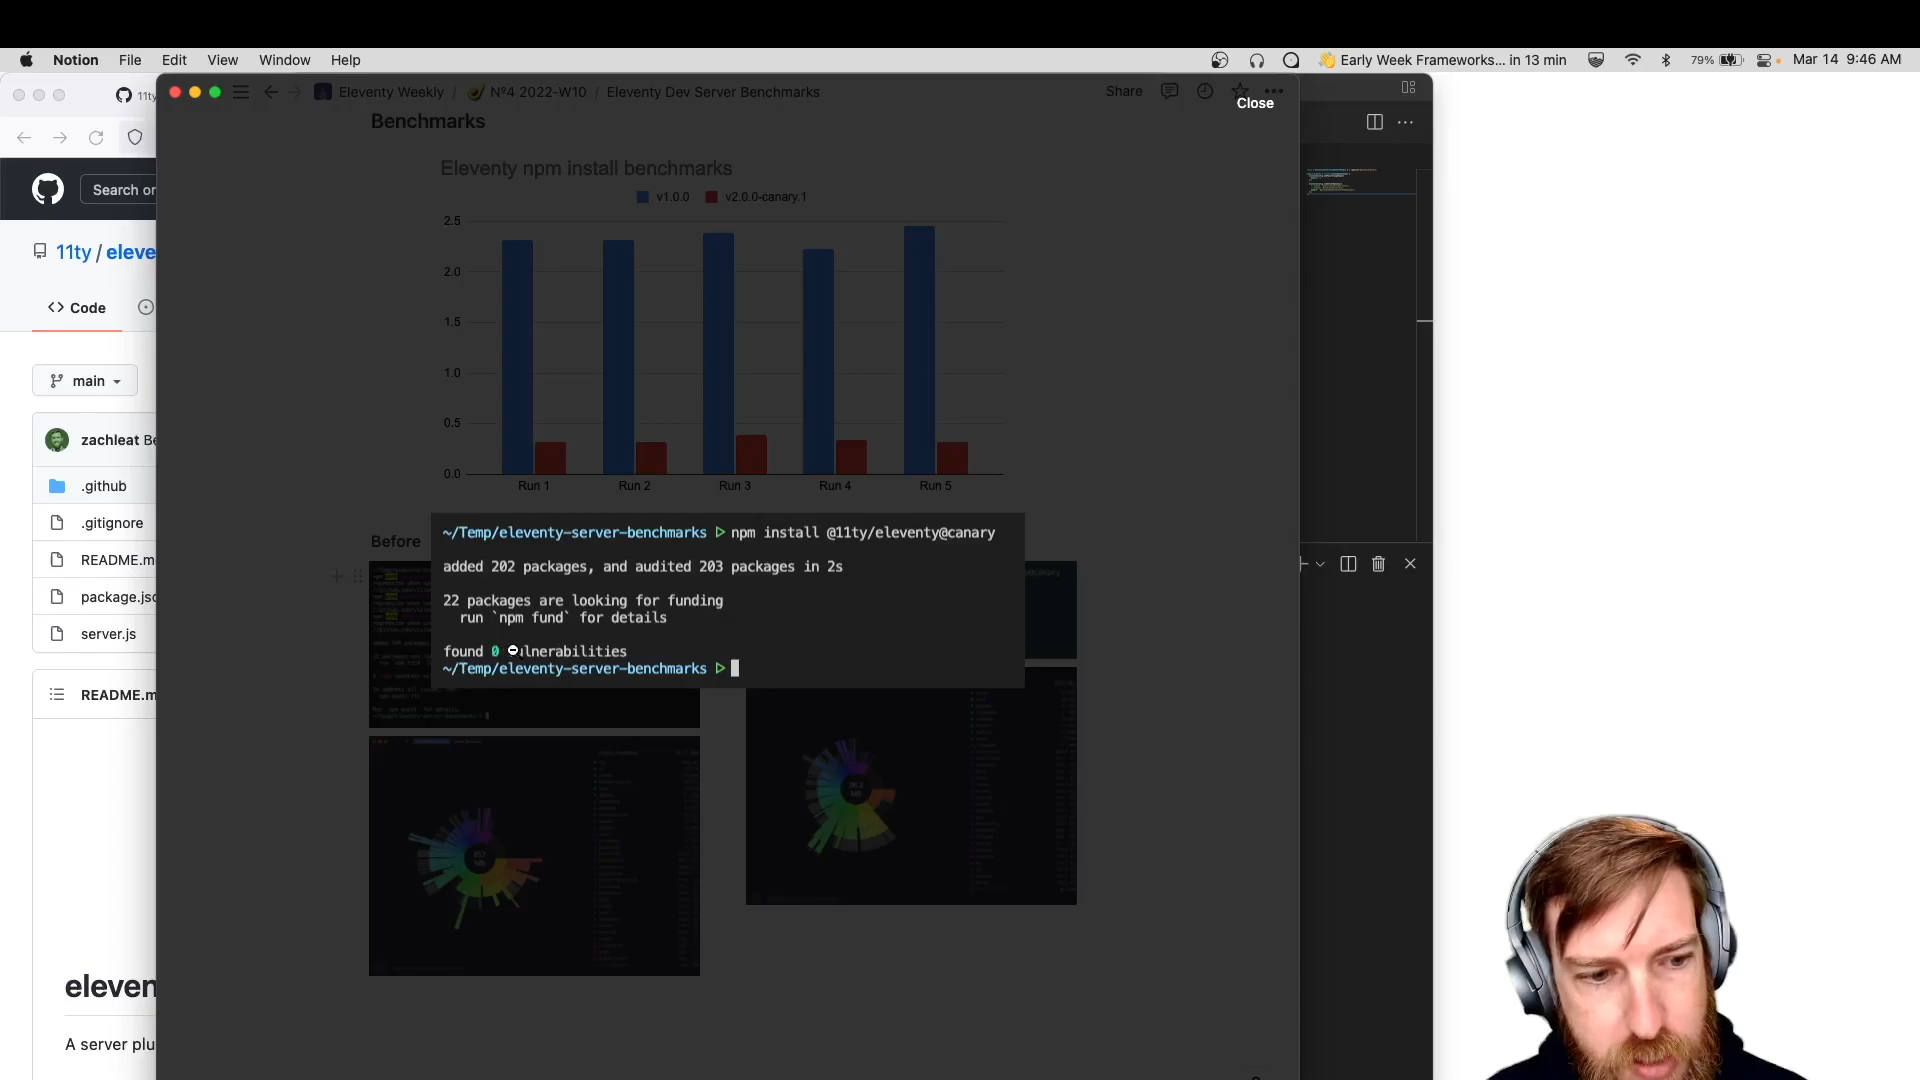 Notion File Edit View Window Help
Early Week Frameworks... in 13 min
79%
Mar 14 9:46 AM
11ty
Eleventy Weekly / Nº4 2022-W10 / Eleventy Dev Server Benchmarks
Share
Close
Search or
11ty / eleve
Code
main
zachleat Be
.github
.gitignore
README.m
package.jso
server.js
README.m
eleven
A server plu
Benchmarks
Eleventy npm install benchmarks
v1.0.0 v2.0.0-canary.1
2.5
2.0
1.5
1.0
0.5
0.0
Run 1 Run 2 Run 3 Run 4 Run 5
Before
~/Temp/eleventy-server-benchmarks ▷ npm install @11ty/eleventy@canary
added 202 packages, and audited 203 packages in 2s
22 packages are looking for funding
run `npm fund` for details
found 0 vulnerabilities
~/Temp/eleventy-server-benchmarks ▷